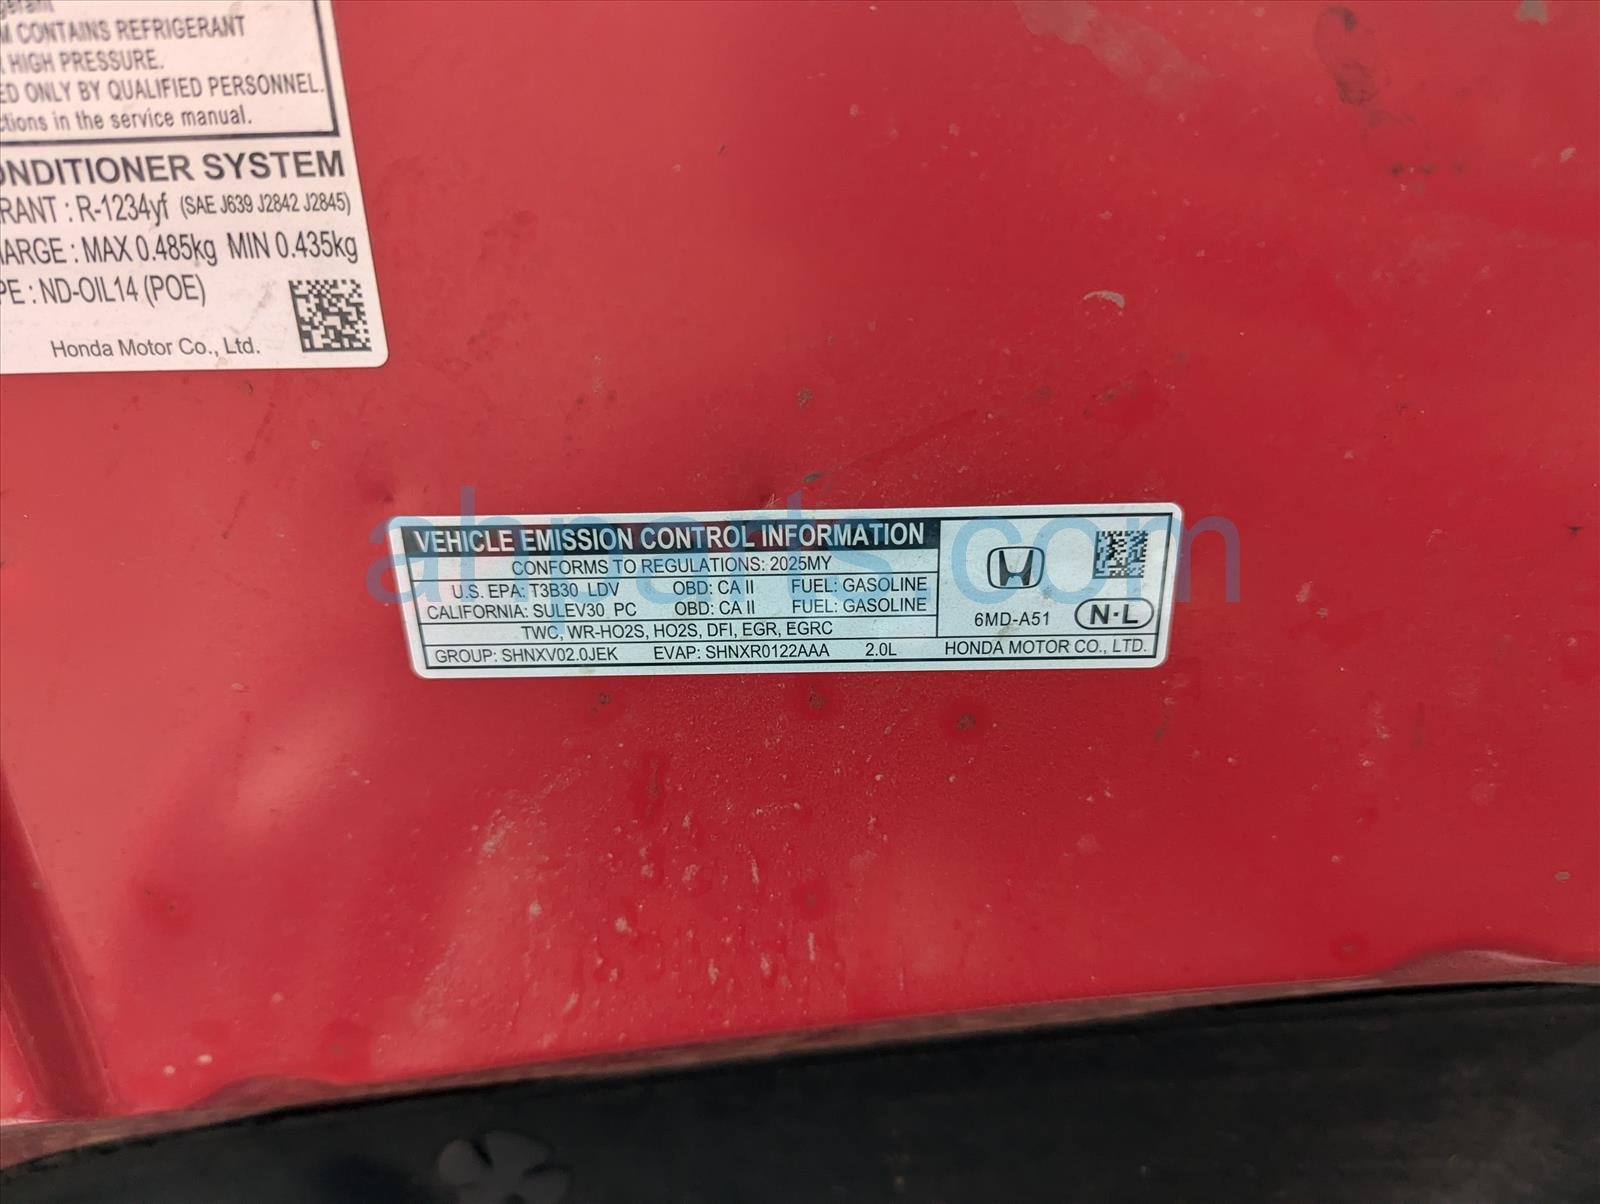 M CONTAINS REFRIGERANT
HIGH PRESSURE.
ED ONLY BY QUALIFIED PERSONNEL.
ctions in the service manual.
ONDITIONER SYSTEM
RANT : R-1234yf (SAE J639 J2842 J2845)
HARGE : MAX 0.485kg MIN 0.435kg
PE : ND-OIL14 (POE)
Honda Motor Co., Ltd.
ahparts.com
VEHICLE EMISSION CONTROL INFORMATION
CONFORMS TO REGULATIONS: 2025MY
U.S. EPA: T3B30 LDV OBD: CA II FUEL: GASOLINE
CALIFORNIA: SULEV30 PC OBD: CA II FUEL: GASOLINE
TWC, WR-HO2S, HO2S, DFI, EGR, EGRC
GROUP: SHNXV02.0JEK EVAP: SHNXR0122AAA 2.0L
6MD-A51 N-L
HONDA MOTOR CO., LTD.